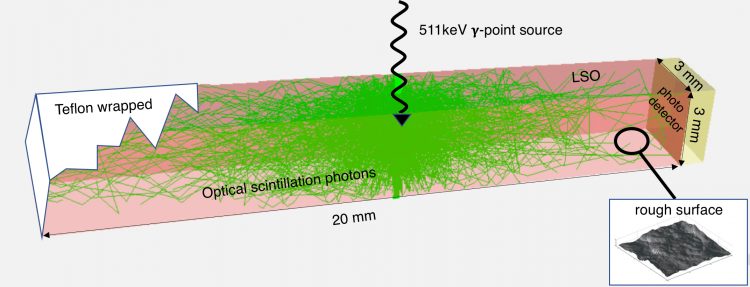 511keV γ-point source
LSO
3 mm
Teflon wrapped
photo
detector
3 mm
Optical scintillation photons
20 mm
rough surface